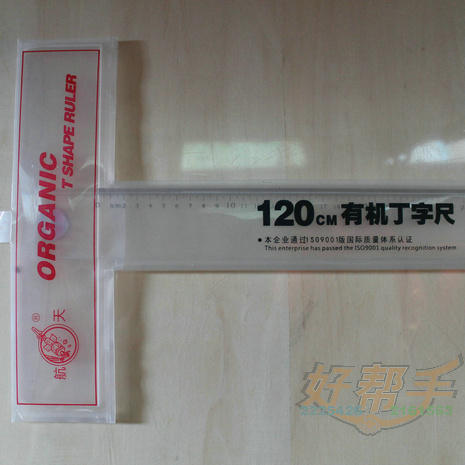 ORGANIC
T SHAPE RULER
航天
®
120CM 有机丁字尺
● 本企业通过ISO9001版国际质量体系认证
This enterprise has passed the ISO9001 quality recognition system
好帮手